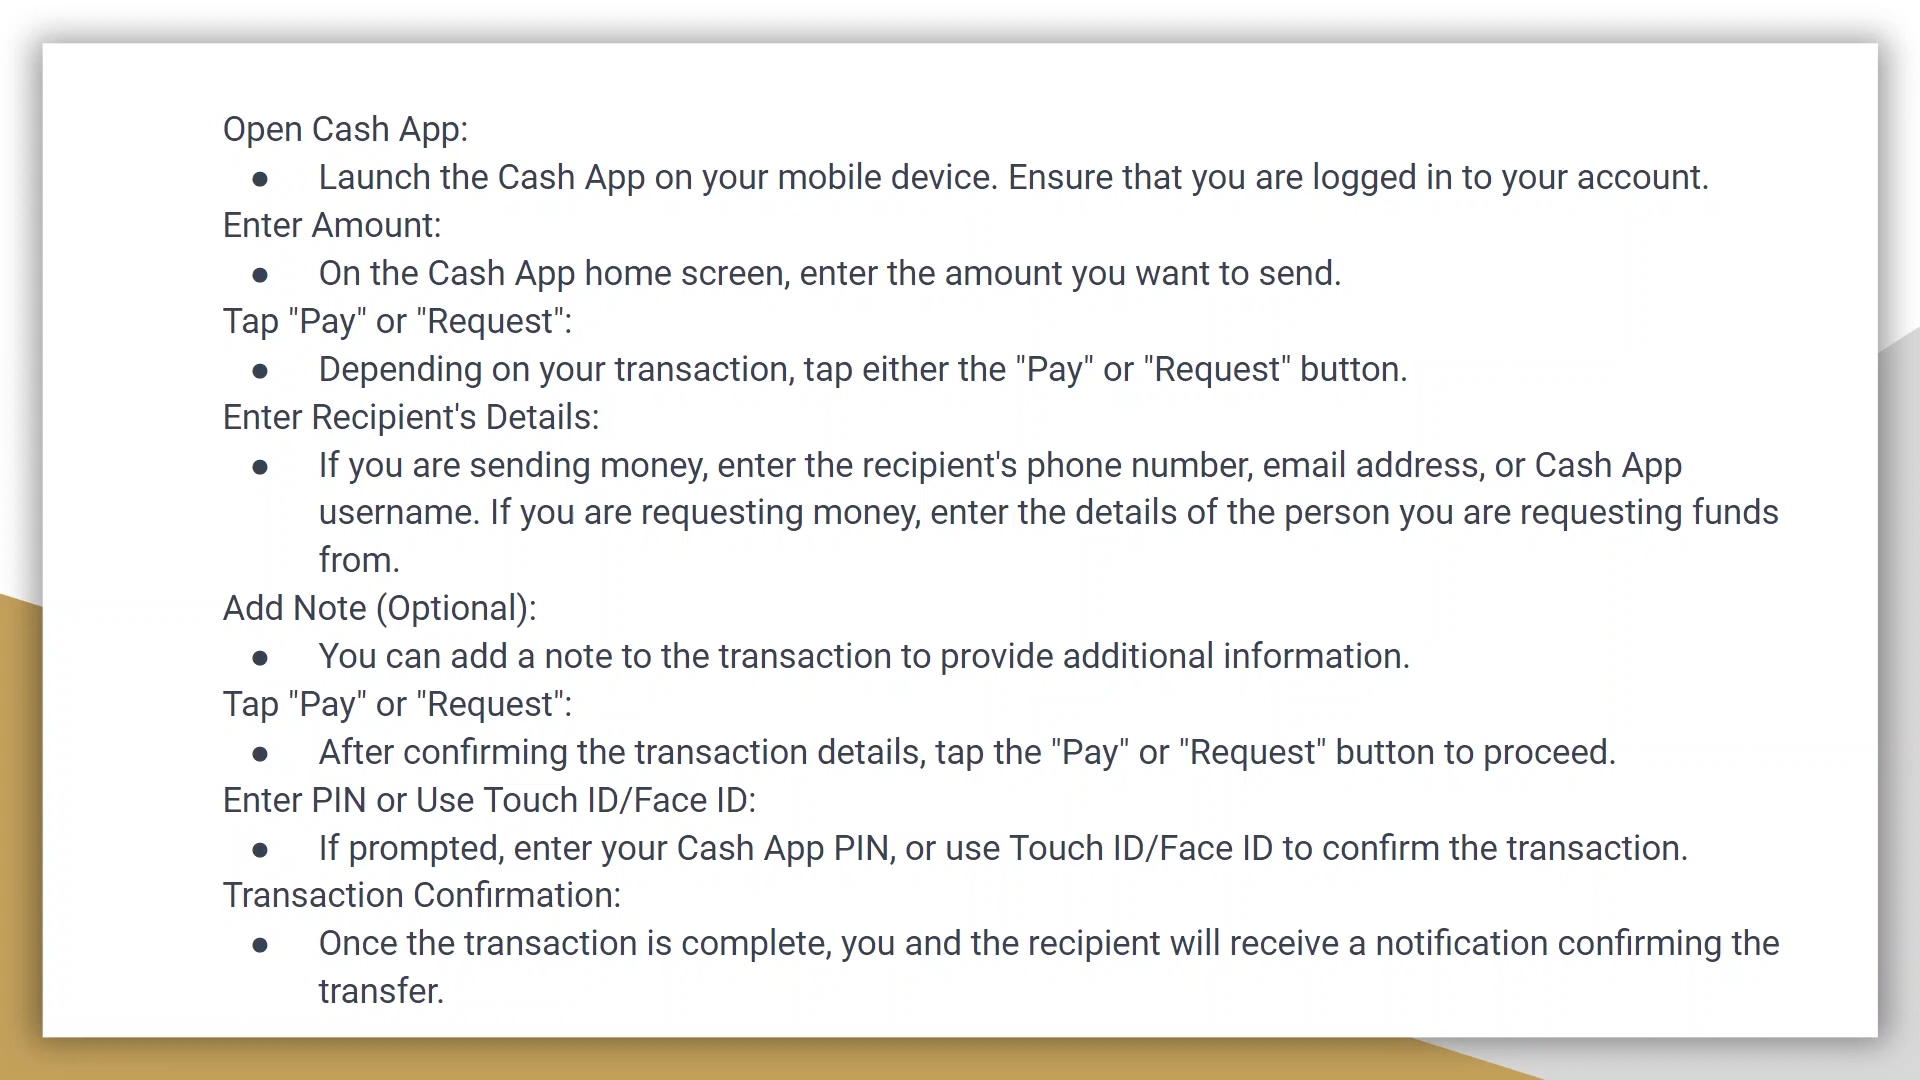 Open Cash App:
● Launch the Cash App on your mobile device. Ensure that you are logged in to your account.
Enter Amount:
● On the Cash App home screen, enter the amount you want to send.
Tap "Pay" or "Request":
● Depending on your transaction, tap either the "Pay" or "Request" button.
Enter Recipient's Details:
● If you are sending money, enter the recipient's phone number, email address, or Cash App
username. If you are requesting money, enter the details of the person you are requesting funds
from.
Add Note (Optional):
● You can add a note to the transaction to provide additional information.
Tap "Pay" or "Request":
● After confirming the transaction details, tap the "Pay" or "Request" button to proceed.
Enter PIN or Use Touch ID/Face ID:
● If prompted, enter your Cash App PIN, or use Touch ID/Face ID to confirm the transaction.
Transaction Confirmation:
● Once the transaction is complete, you and the recipient will receive a notification confirming the
transfer.